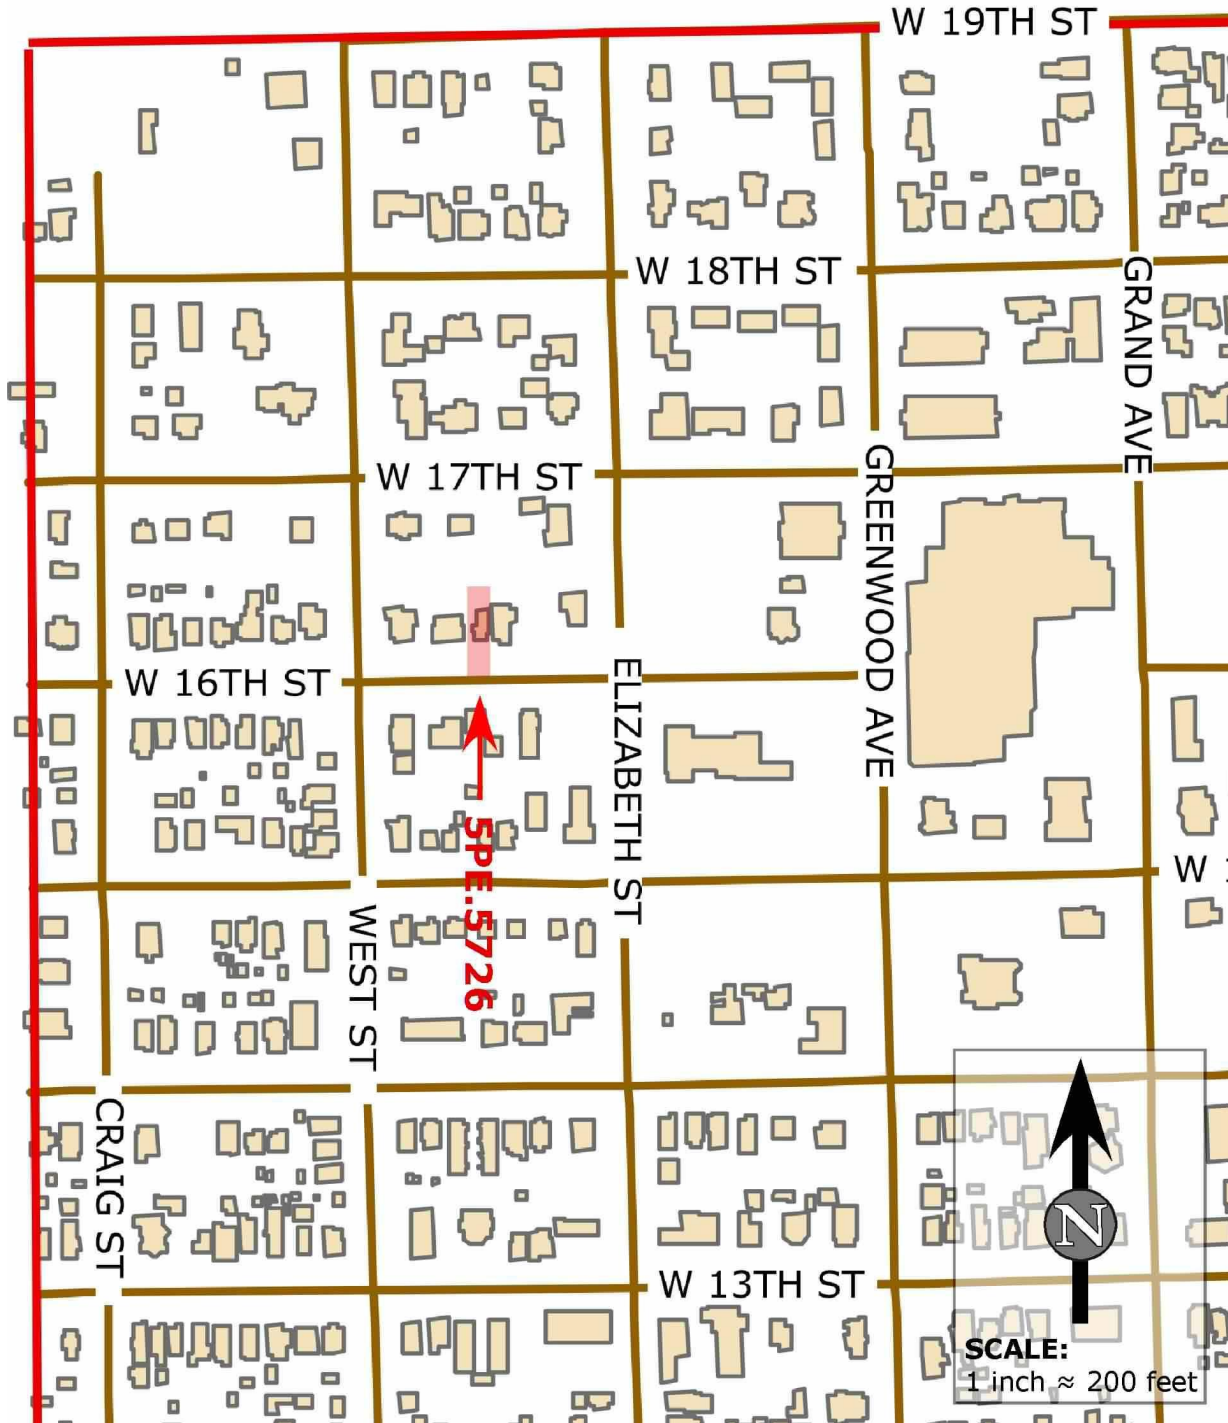 W 19TH ST
W 18TH ST
GRAND AVE
W 17TH ST
GREENWOOD AVE
W 16TH ST
ELIZABETH ST
5PE.5726
W 1
WEST ST
CRAIG ST
N
W 13TH ST
SCALE:
1 inch ≈ 200 feet